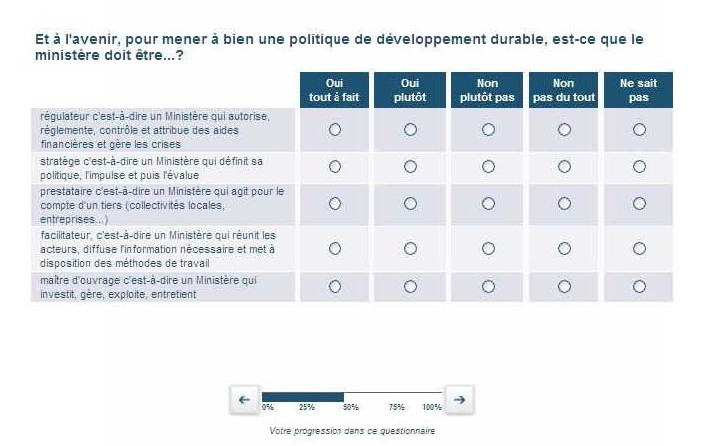 Et à l'avenir, pour mener à bien une politique de développement durable, est-ce que le
ministère doit être...?
Oui tout à fait
Oui plutôt
Non plutôt pas
Non pas du tout
Ne sait pas
régulateur c'est-à-dire un Ministère qui autorise,
réglemente, contrôle et attribue des aides
financières et gère les crises
stratège c'est-à-dire un Ministère qui définit sa
politique, l'impulse et puis l'évalue
prestataire c'est-à-dire un Ministère qui agit pour le
compte d'un tiers (collectivités locales,
entreprises...)
facilitateur, c'est-à-dire un Ministère qui réunit les
acteurs, diffuse l'information nécessaire et met à
disposition des méthodes de travail
maître d'ouvrage c'est-à-dire un Ministère qui
investit, gère, exploite, entretient
0% 25% 50% 75% 100%
Votre progression dans ce questionnaire